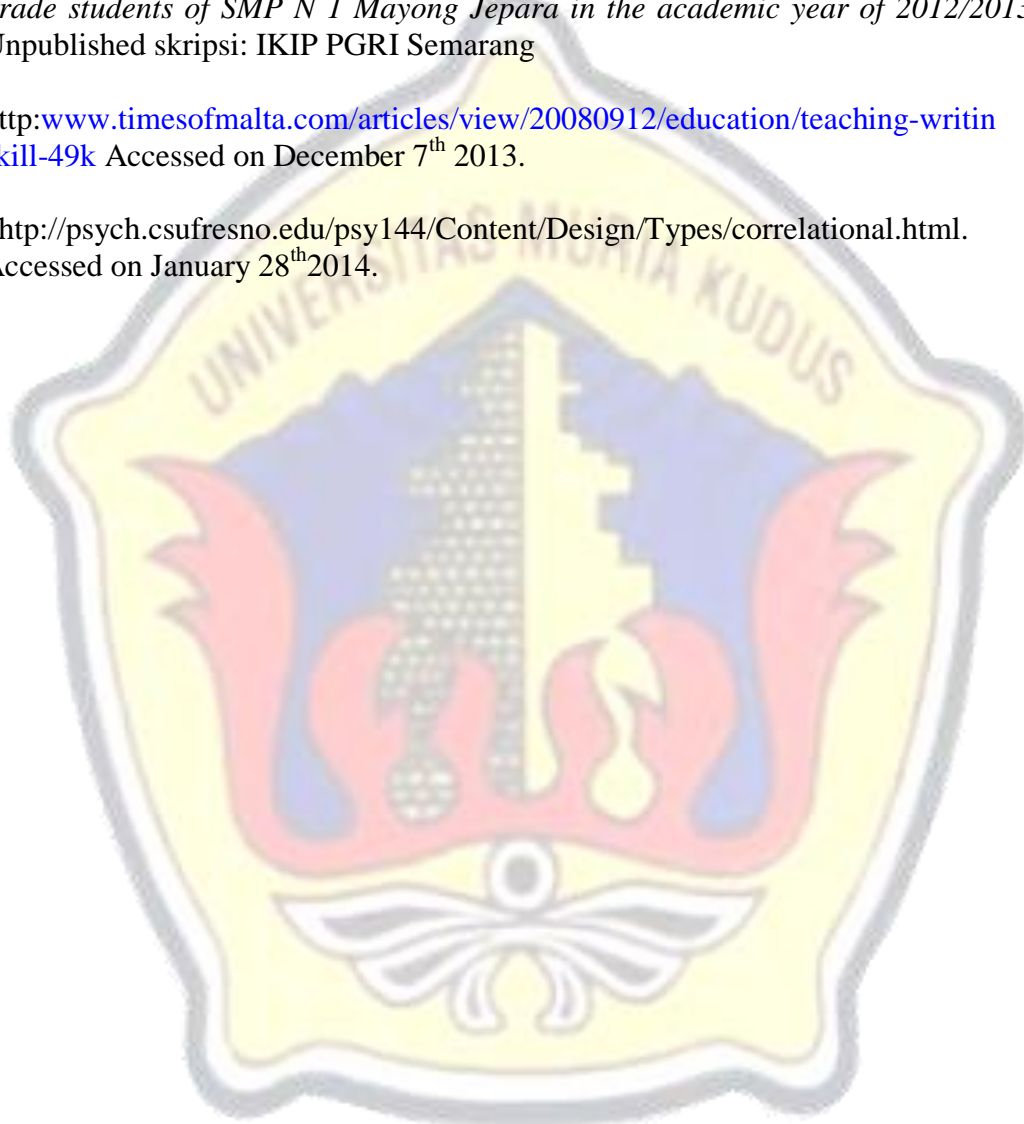 rade students of SMP N 1 Mayong Jepara in the academic year of 2012/2013
Unpublished skripsi: IKIP PGRI Semarang
ttp:www.timesofmalta.com/articles/view/20080912/education/teaching-writin
kill-49k Accessed on December 7th 2013.
http://psych.csufresno.edu/psy144/Content/Design/Types/correlational.html.
Accessed on January 28th2014.
UNIVERSITAS MURIA KUDUS